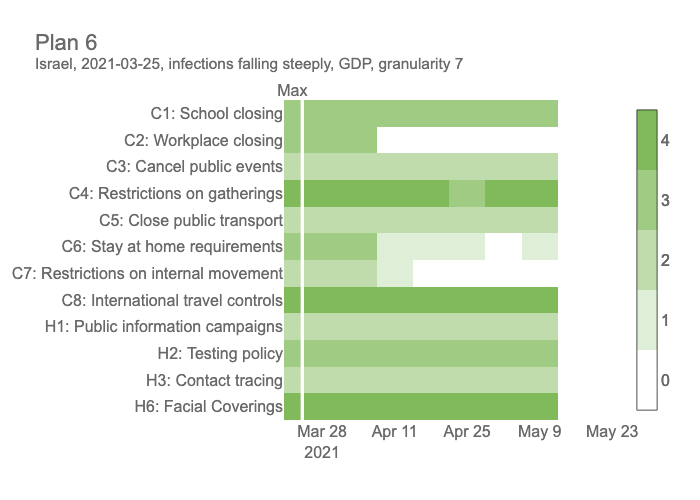 Plan 6
Israel, 2021-03-25, infections falling steeply, GDP, granularity 7
Max
C1: School closing
C2: Workplace closing
C3: Cancel public events
C4: Restrictions on gatherings
C5: Close public transport
C6: Stay at home requirements
C7: Restrictions on internal movement
C8: International travel controls
H1: Public information campaigns
H2: Testing policy
H3: Contact tracing
H6: Facial Coverings
Mar 28 Apr 11 Apr 25 May 9 May 23
2021
4
3
2
1
0